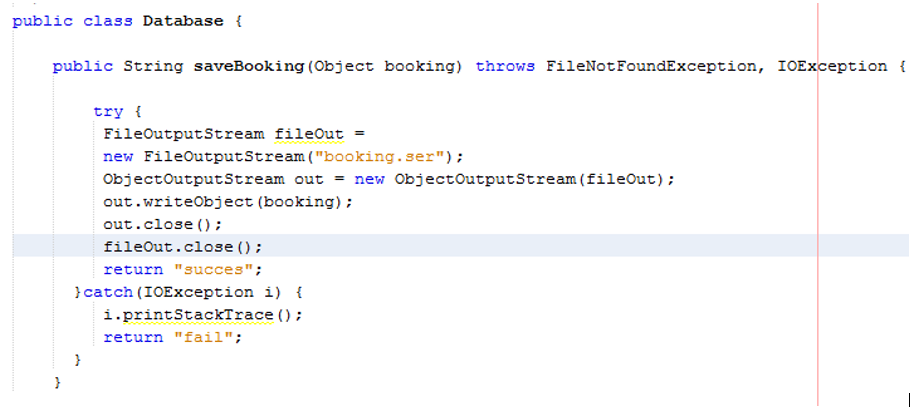 public class Database {
public String saveBooking(Object booking) throws FileNotFoundException, IOException {
try {
FileOutputStream fileOut =
new FileOutputStream("booking.ser");
ObjectOutputStream out = new ObjectOutputStream(fileOut);
out.writeObject(booking);
out.close();
fileOut.close();
return "succes";
}catch(IOException i) {
i.printStackTrace();
return "fail";
}
}